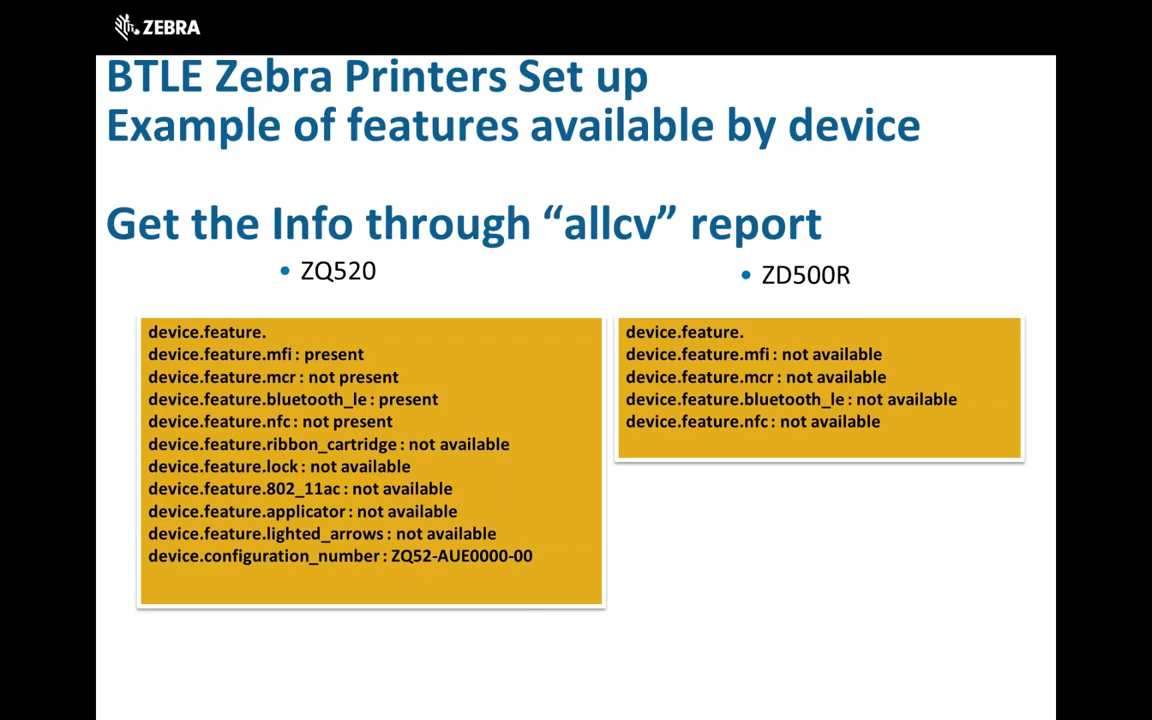 ZEBRA
BTLE Zebra Printers Set up
Example of features available by device
Get the Info through “allcv” report
• ZQ520
device.feature.
device.feature.mfi : present
device.feature.mcr : not present
device.feature.bluetooth_le : present
device.feature.nfc : not present
device.feature.ribbon_cartridge : not available
device.feature.lock : not available
device.feature.802_11ac : not available
device.feature.applicator : not available
device.feature.lighted_arrows : not available
device.configuration_number : ZQ52-AUE0000-00
• ZD500R
device.feature.
device.feature.mfi : not available
device.feature.mcr : not available
device.feature.bluetooth_le : not available
device.feature.nfc : not available